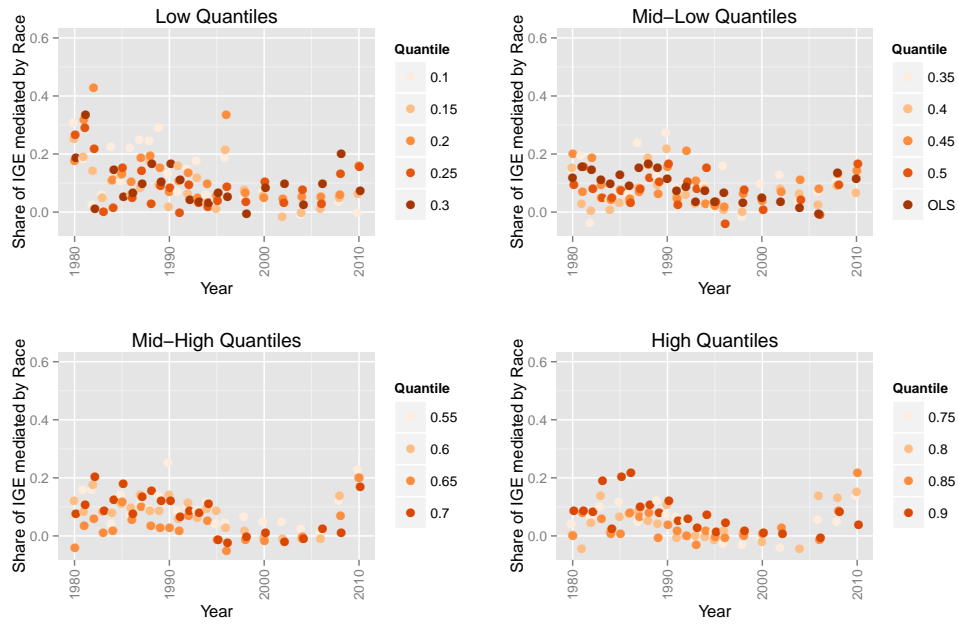 Low Quantiles
Share of IGE mediated by Race
0.6
0.4
0.2
0.0
1980
1990
2000
2010
Year
Quantile
0.1
0.15
0.2
0.25
0.3
Mid−Low Quantiles
Share of IGE mediated by Race
0.6
0.4
0.2
0.0
1980
1990
2000
2010
Year
Quantile
0.35
0.4
0.45
0.5
OLS
Mid−High Quantiles
Share of IGE mediated by Race
0.6
0.4
0.2
0.0
1980
1990
2000
2010
Year
Quantile
0.55
0.6
0.65
0.7
High Quantiles
Share of IGE mediated by Race
0.6
0.4
0.2
0.0
1980
1990
2000
2010
Year
Quantile
0.75
0.8
0.85
0.9